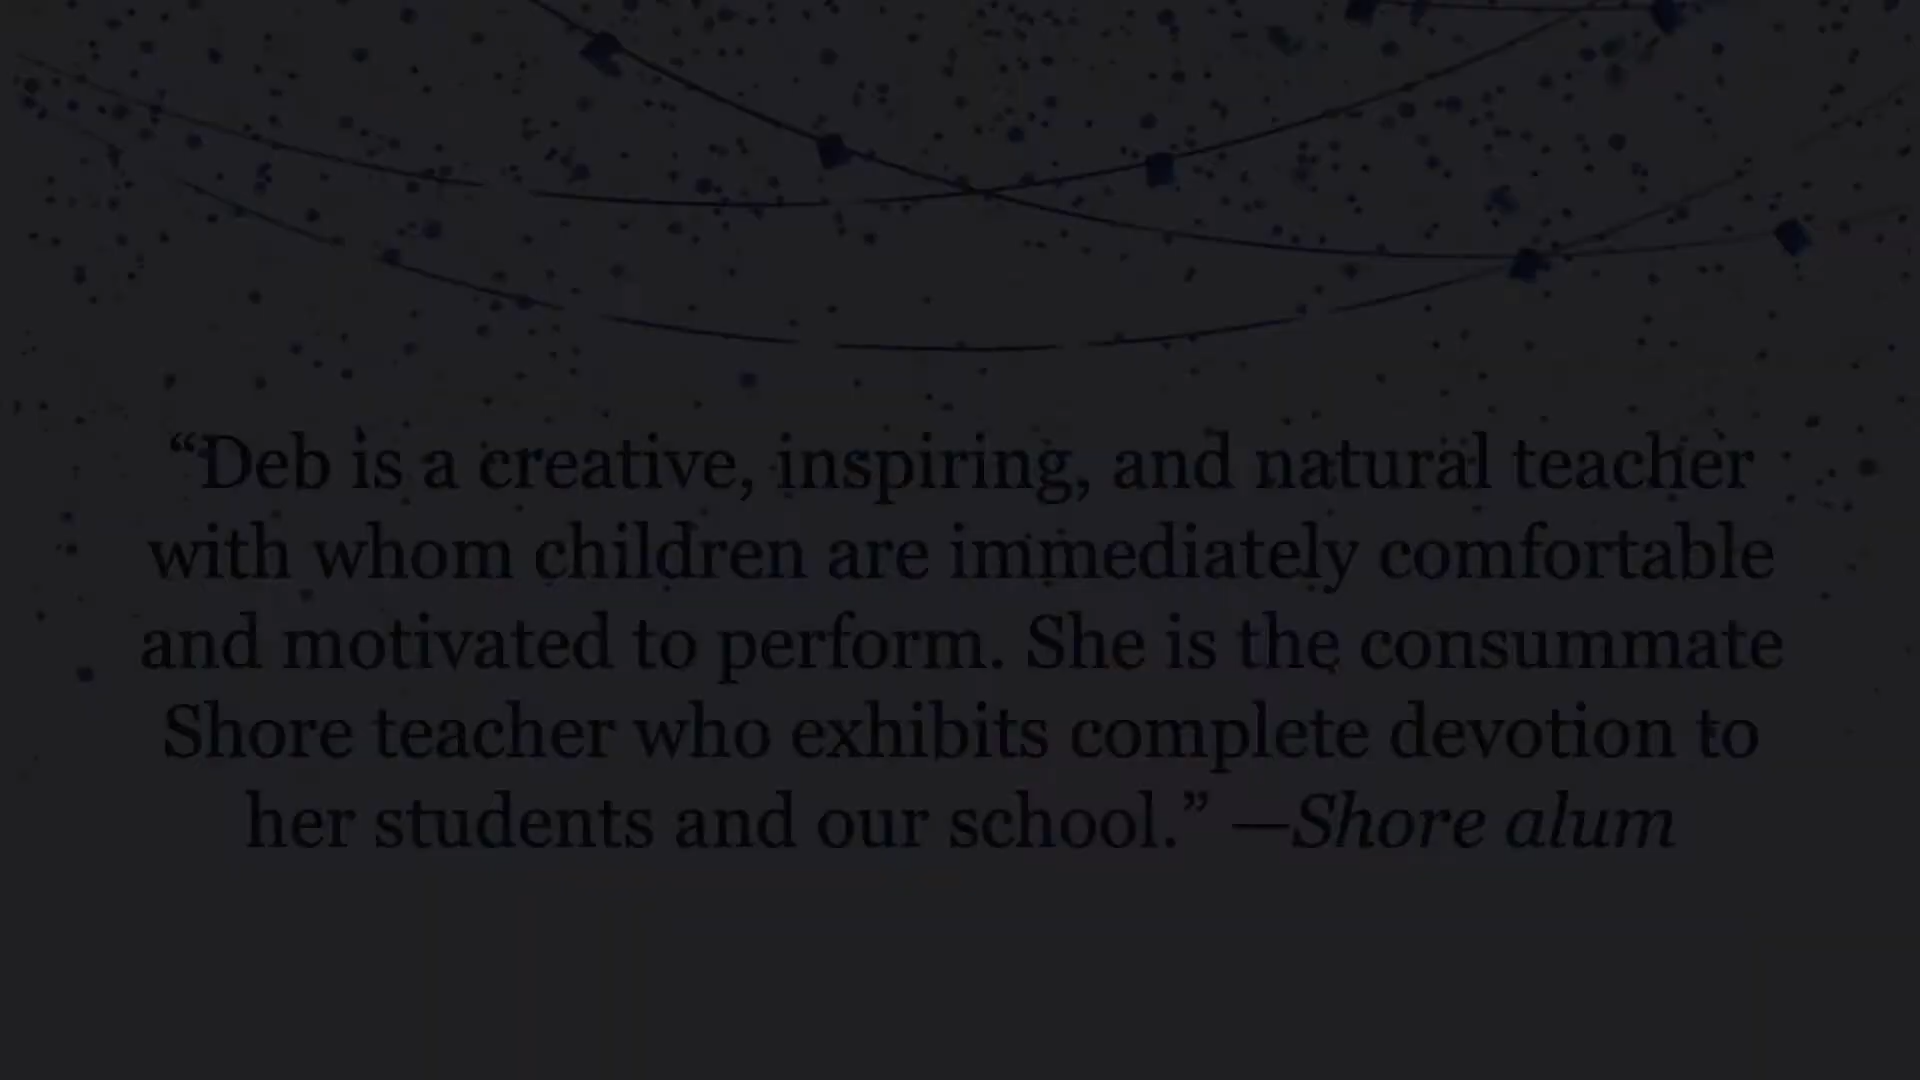 “Deb is a creative, inspiring, and natural teacher
with whom children are immediately comfortable
and motivated to perform. She is the consummate
Shore teacher who exhibits complete devotion to
her students and our school.” —Shore alum